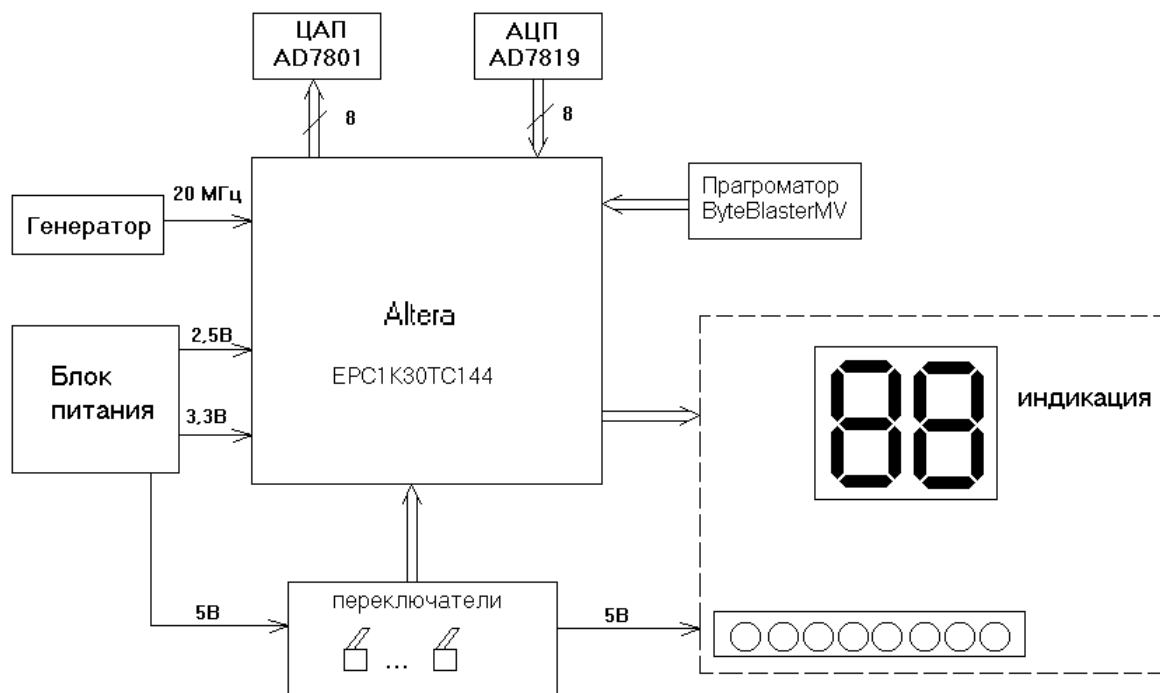 ЦАП
AD7801
АЦП
AD7819
8
8
20 МГц
Генератор
Прагроматор
ByteBlasterMV
Altera
EPC1K30TC144
2,5В
Блок
питания
3,3В
индикация
5В
переключатели
...
5В